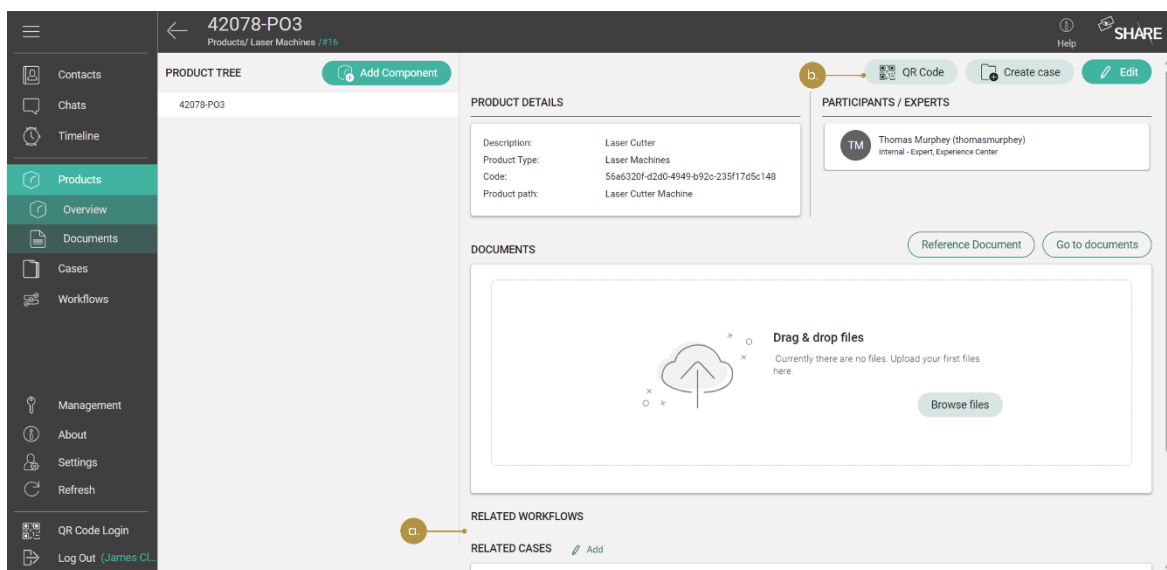 42078-PO3
Products/ Laser Machines /#16
Help
SHARE
Contacts
Chats
Timeline
Products
Overview
Documents
Cases
Workflows
Management
About
Settings
Refresh
QR Code Login
Log Out (James Cl...
PRODUCT TREE
Add Component
42078-PO3
b.
QR Code
Create case
Edit
PRODUCT DETAILS
Description: Laser Cutter
Product Type: Laser Machines
Code: 56a6320f-d2d0-4949-b92c-235f17d5c148
Product path: Laser Cutter Machine
PARTICIPANTS / EXPERTS
TM
Thomas Murphey (thomasmurphey)
Internal - Expert, Experience Center
DOCUMENTS
Reference Document
Go to documents
Drag & drop files
Currently there are no files. Upload your first files
here.
Browse files
a.
RELATED WORKFLOWS
RELATED CASES
Add